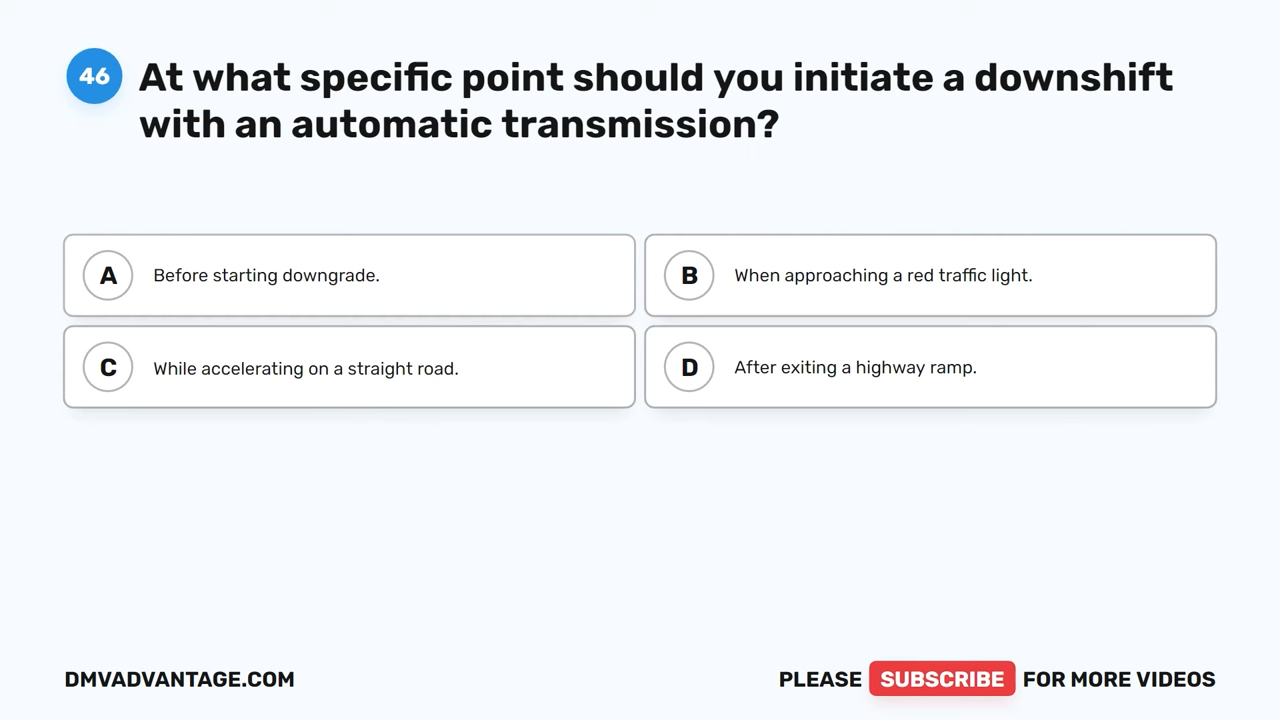 46
At what specific point should you initiate a downshift
with an automatic transmission?
A
Before starting downgrade.
B
When approaching a red traffic light.
C
While accelerating on a straight road.
D
After exiting a highway ramp.
DMVADVANTAGE.COM
PLEASE SUBSCRIBE FOR MORE VIDEOS